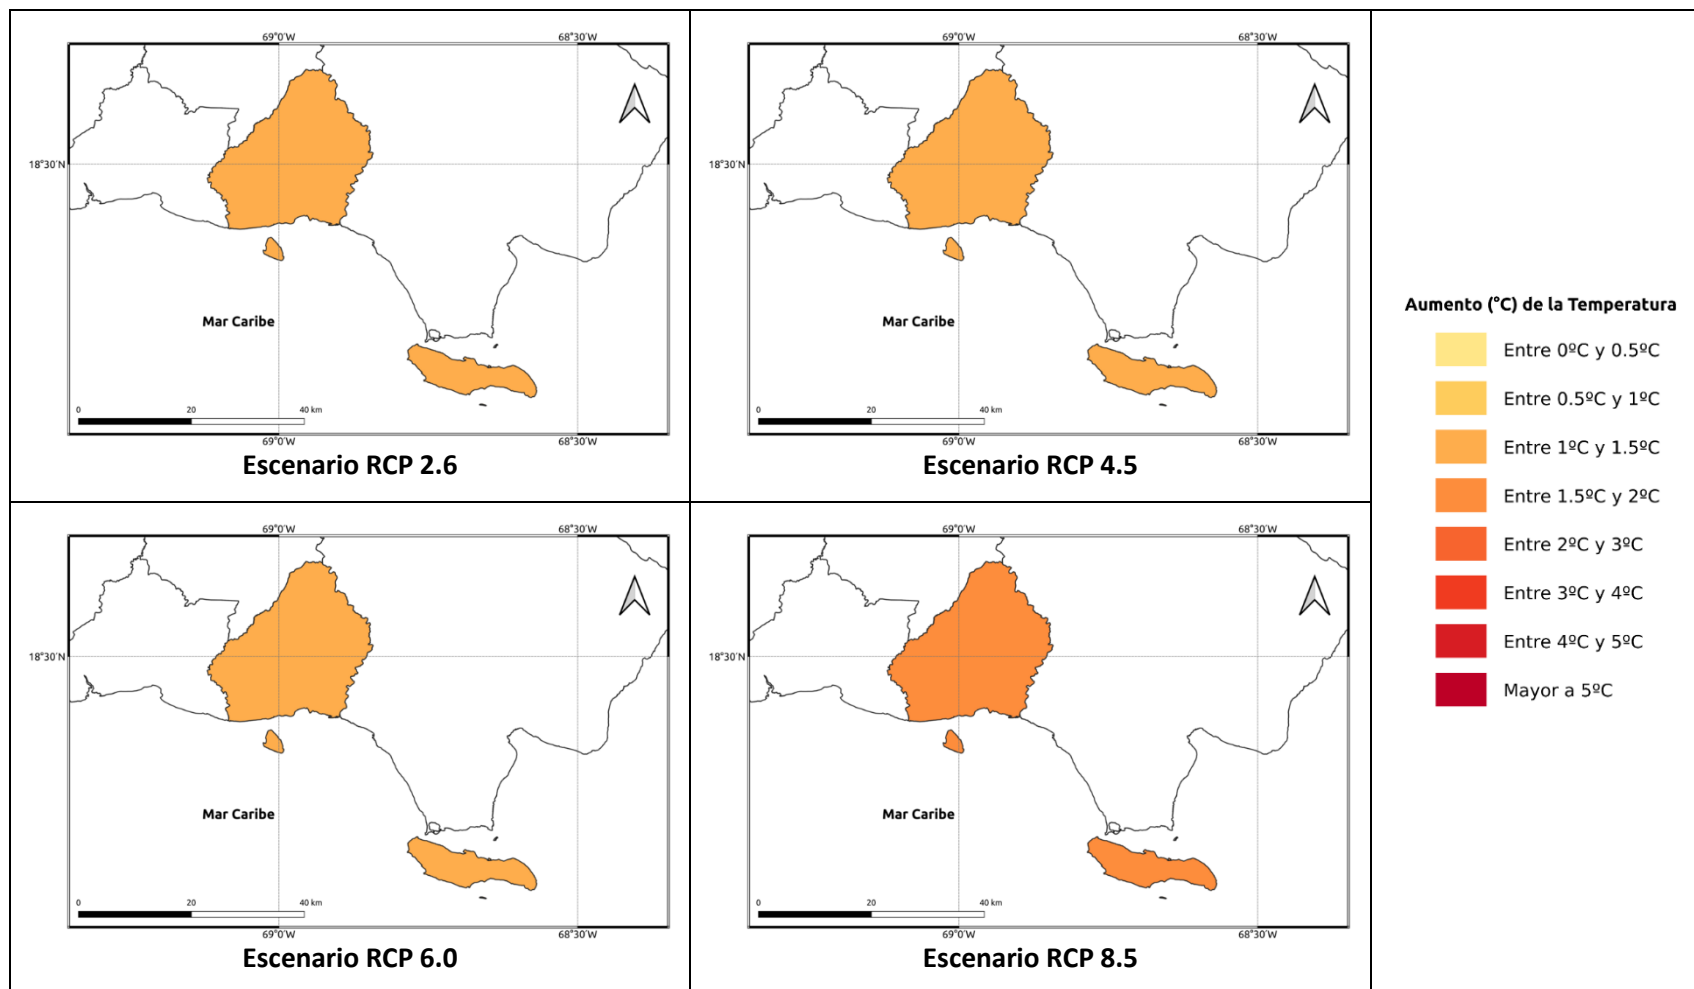 69°0′W 68°30′W
18°30′N
Mar Caribe
0 20 40 km
69°0′W 68°30′W
Escenario RCP 2.6
69°0′W 68°30′W
18°30′N
Mar Caribe
0 20 40 km
69°0′W 68°30′W
Escenario RCP 4.5
69°0′W 68°30′W
18°30′N
Mar Caribe
0 20 40 km
69°0′W 68°30′W
Escenario RCP 6.0
69°0′W 68°30′W
18°30′N
Mar Caribe
0 20 40 km
69°0′W 68°30′W
Escenario RCP 8.5
Aumento (°C) de la Temperatura
Entre 0ºC y 0.5ºC
Entre 0.5ºC y 1ºC
Entre 1ºC y 1.5ºC
Entre 1.5ºC y 2ºC
Entre 2ºC y 3ºC
Entre 3ºC y 4ºC
Entre 4ºC y 5ºC
Mayor a 5ºC